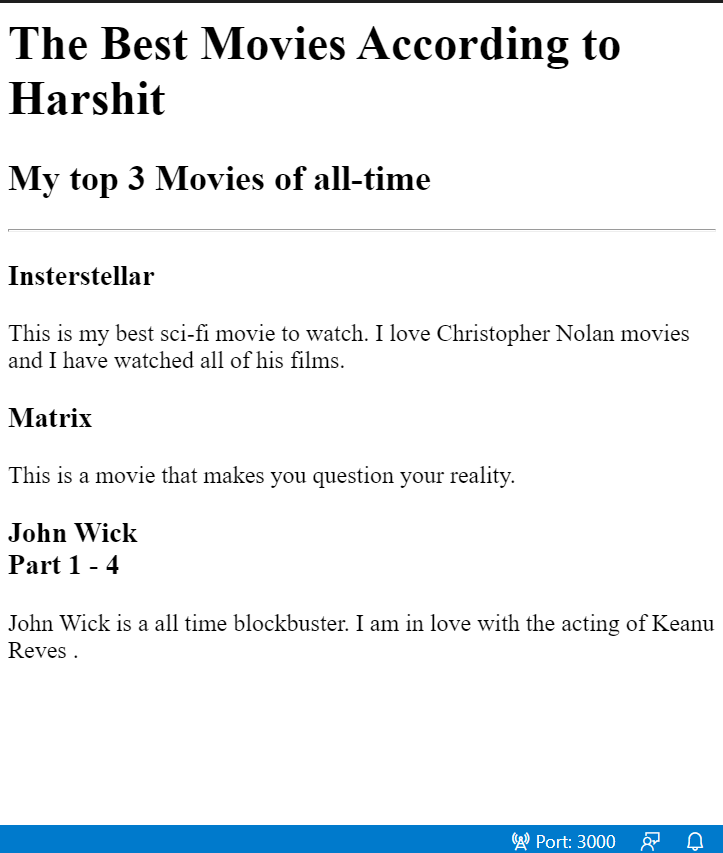 The Best Movies According to
Harshit
My top 3 Movies of all-time
Insterstellar
This is my best sci-fi movie to watch. I love Christopher Nolan movies
and I have watched all of his films.
Matrix
This is a movie that makes you question your reality.
John Wick
Part 1 - 4
John Wick is a all time blockbuster. I am in love with the acting of Keanu
Reves .
Port: 3000